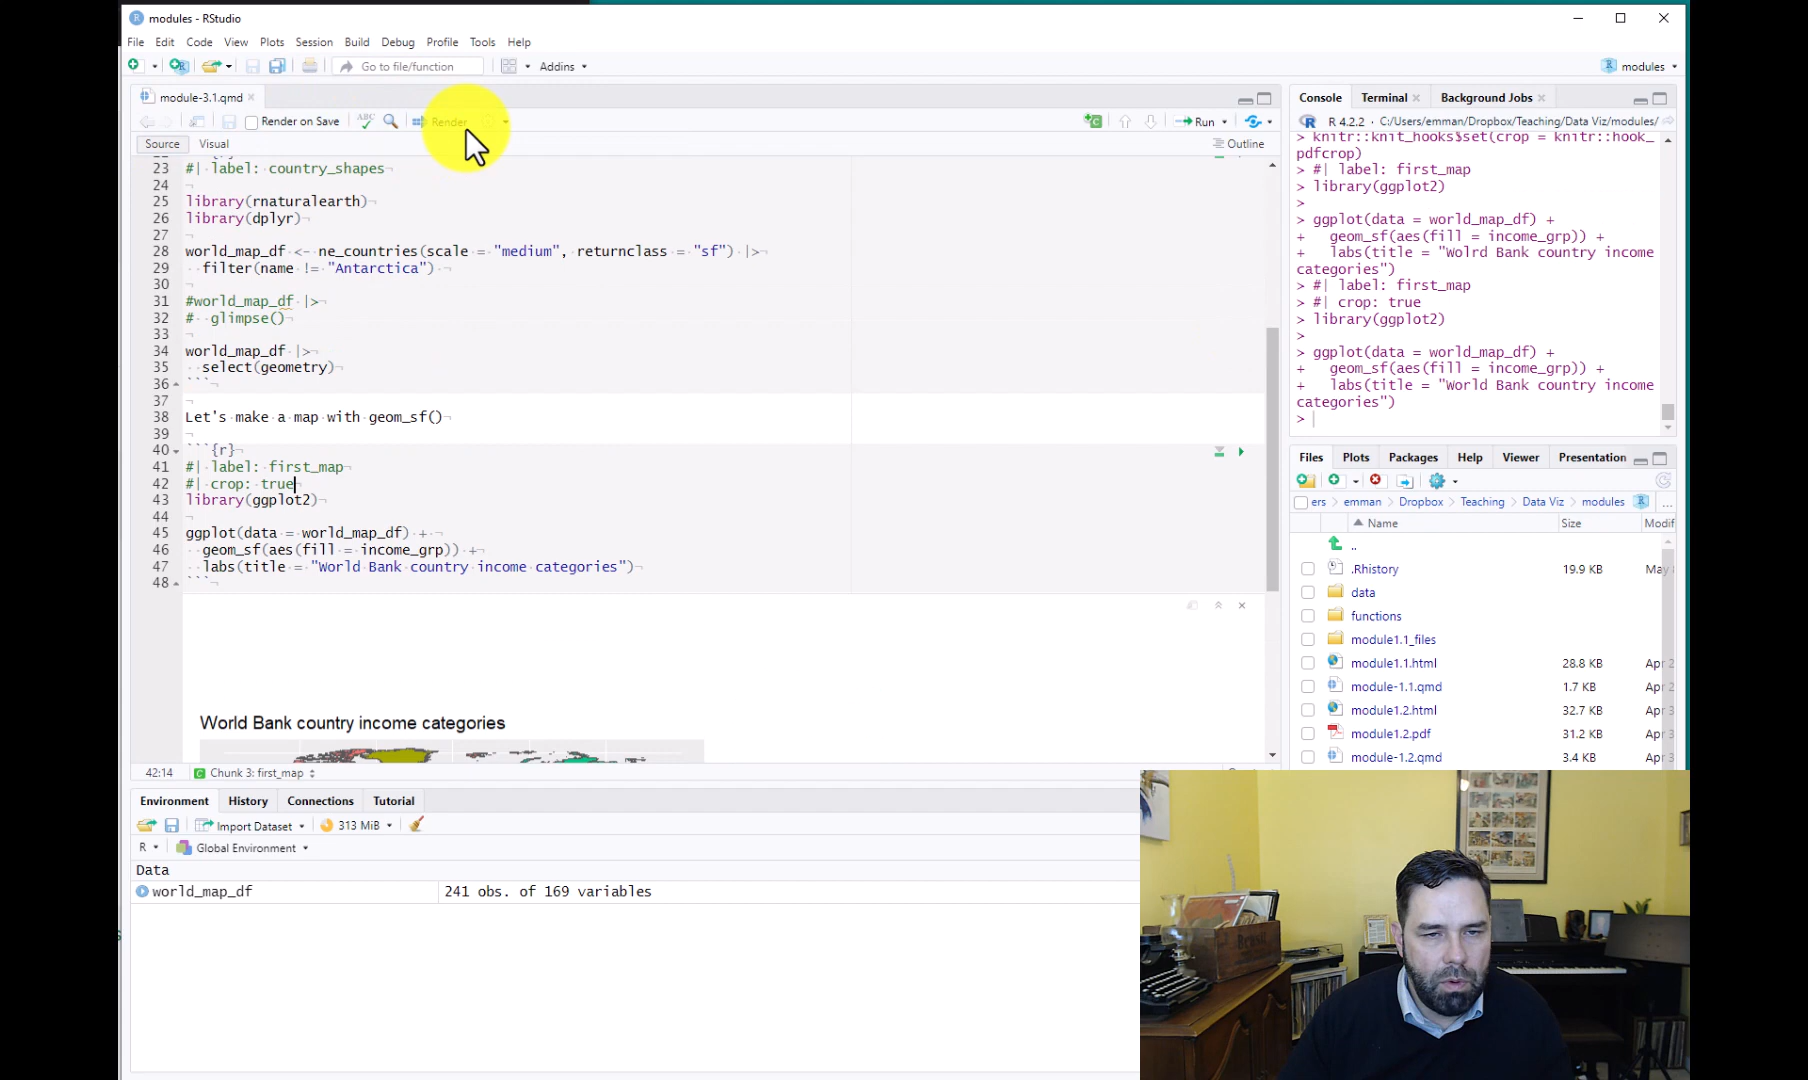 modules - RStudio
File Edit Code View Plots Session Build Debug Profile Tools Help
Go to file/function Addins modules
module-3.1.qmd
Render on Save Render Run
Source Visual Outline
23 #| label: country_shapes
24
25 library(rnaturalearth)
26 library(dplyr)
27
28 world_map_df <- ne_countries(scale = "medium", returnclass = "sf") |>
29 filter(name != "Antarctica")
30
31 #world_map_df |>
32 # glimpse()
33
34 world_map_df |>
35 select(geometry)
36 ```
37
38 Let's make a map with geom_sf()
39
40 ```{r}
41 #| label: first_map
42 #| crop: true
43 library(ggplot2)
44
45 ggplot(data = world_map_df) +
46 geom_sf(aes(fill = income_grp)) +
47 labs(title = "World Bank country income categories")
48 ```
World Bank country income categories
42:14 Chunk 3: first_map
Console Terminal Background Jobs
R 4.2.2 · C:/Users/emman/Dropbox/Teaching/Data Viz/modules/
> knitr::knit_hooks$set(crop = knitr::hook_
pdfcrop)
> #| label: first_map
> library(ggplot2)
>
> ggplot(data = world_map_df) +
+ geom_sf(aes(fill = income_grp)) +
+ labs(title = "Wolrd Bank country income
categories")
> #| label: first_map
> #| crop: true
> library(ggplot2)
>
> ggplot(data = world_map_df) +
+ geom_sf(aes(fill = income_grp)) +
+ labs(title = "World Bank country income
categories")
>
Files Plots Packages Help Viewer Presentation
ers emman Dropbox Teaching Data Viz modules ...
Name Size Modif
..
.Rhistory 19.9 KB May
data
functions
module1.1_files
module1.1.html 28.8 KB Apr 2
module-1.1.qmd 1.7 KB Apr 2
module1.2.html 32.7 KB Apr 3
module1.2.pdf 31.2 KB Apr 3
module-1.2.qmd 3.4 KB Apr 3
Environment History Connections Tutorial
Import Dataset 313 MiB
R Global Environment
Data
world_map_df 241 obs. of 169 variables